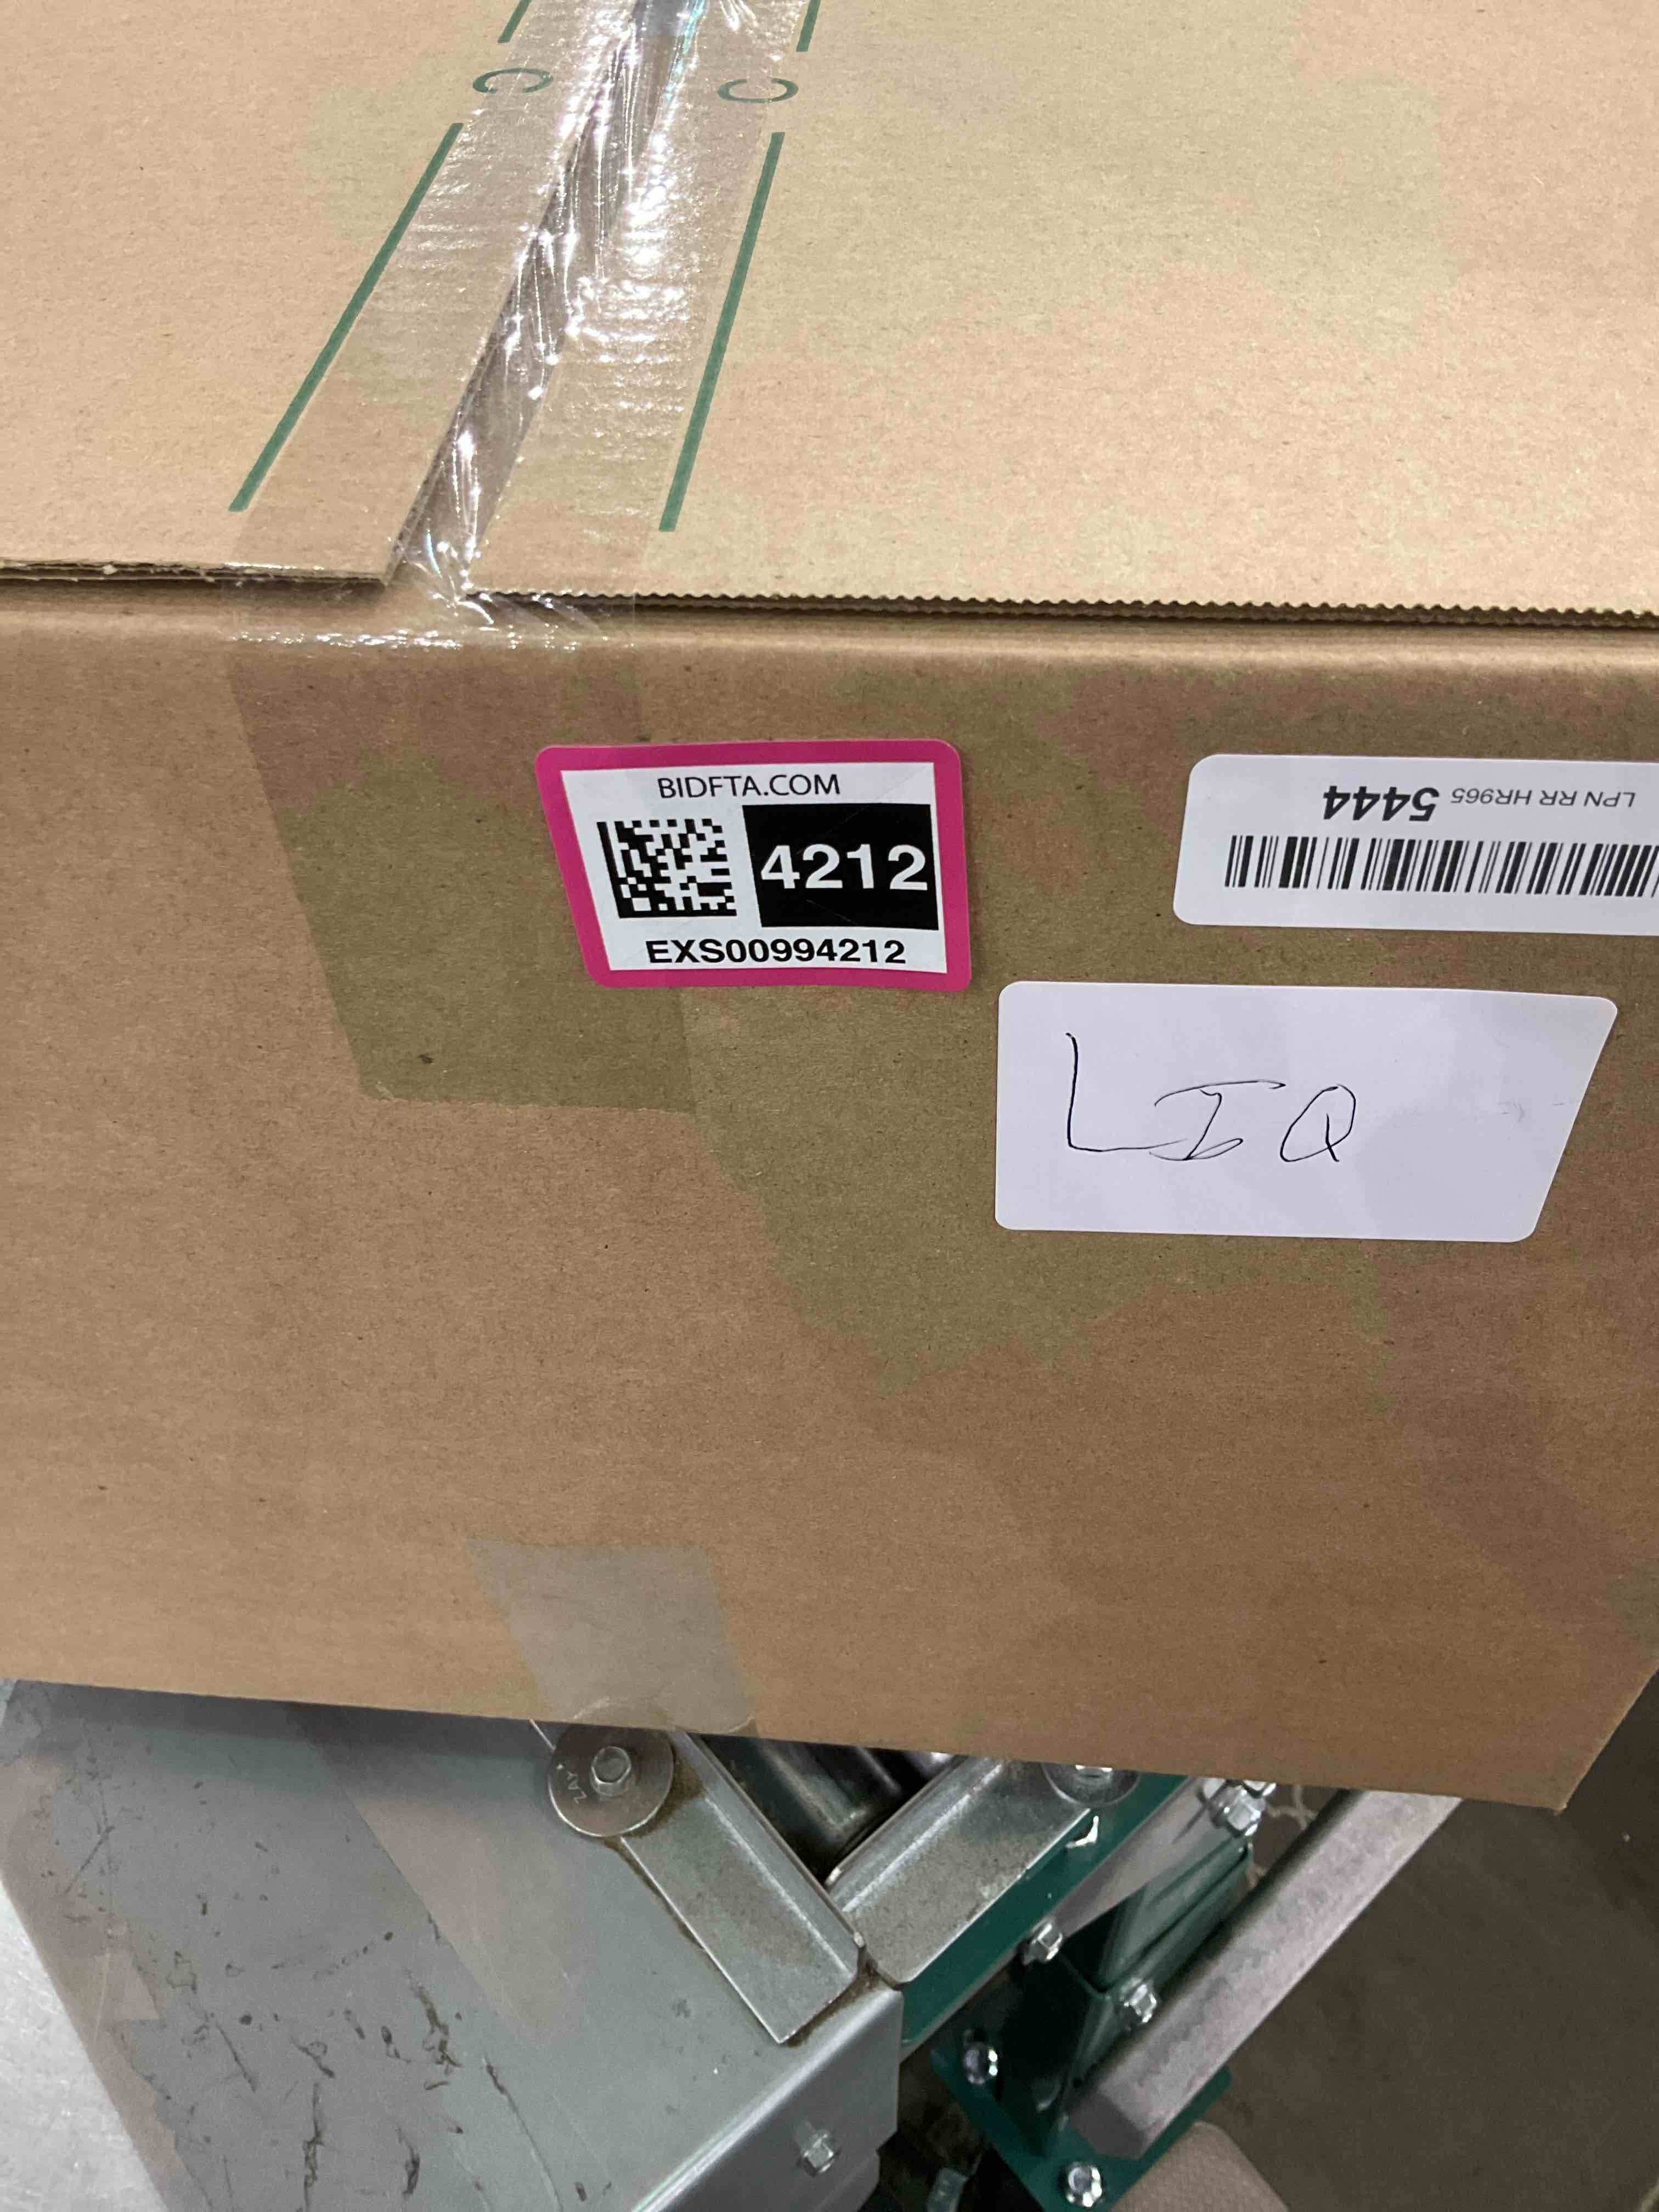 C C
BIDFTA.COM
4212
EXS00994212
LPN RR HR965 5444
LIQ